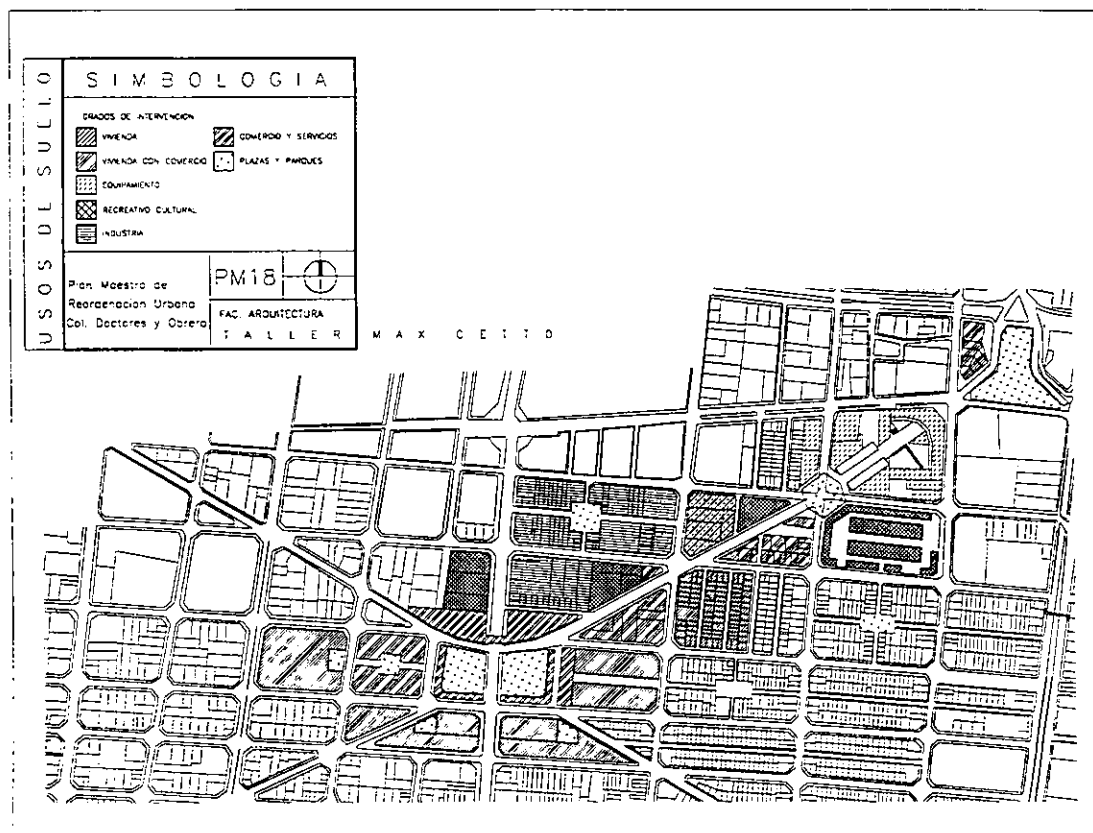 USOS DE SUELO
SIMBOLOGIA
GRADOS DE INTERVENCION
VIVIENDA
VIVIENDA CON COMERCIO
EQUIPAMIENTO
RECREATIVO CULTURAL
INDUSTRIA
COMERCIO Y SERVICIOS
PLAZAS Y PARQUES
Plan Maestro de
Reordenacion Urbana
Col. Doctores y Obrera
PM18
FAC. ARQUITECTURA
TALLER MAX CETTO